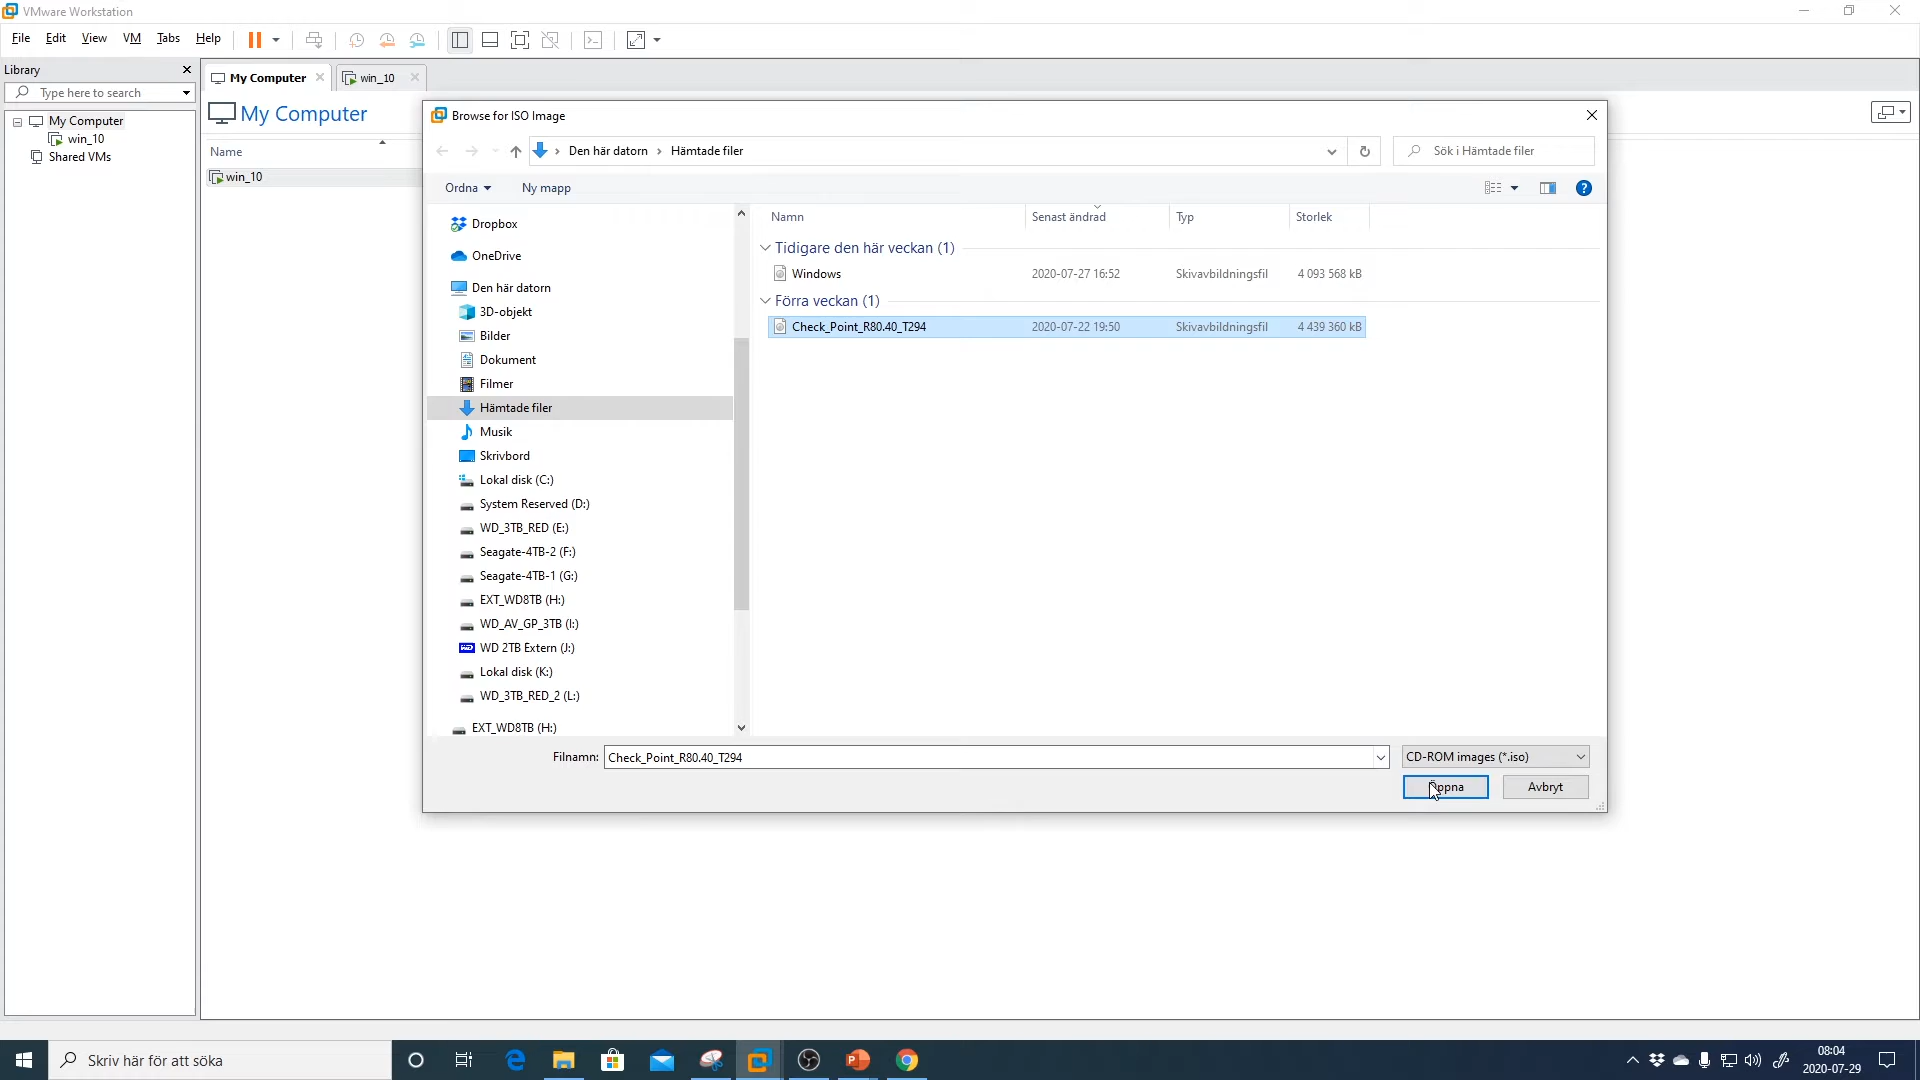 VMware Workstation
File Edit View VM Tabs Help
Library
My Computer
win_10
Type here to search
My Computer
win_10
Shared VMs
My Computer
Name
win_10
Browse for ISO Image
Den här datorn
Hämtade filer
Sök i Hämtade filer
Ordna
Ny mapp
Dropbox
OneDrive
Den här datorn
3D-objekt
Bilder
Dokument
Filmer
Hämtade filer
Musik
Skrivbord
Lokal disk (C:)
System Reserved (D:)
WD_3TB_RED (E:)
Seagate-4TB-2 (F:)
Seagate-4TB-1 (G:)
EXT_WD8TB (H:)
WD_AV_GP_3TB (I:)
WD 2TB Extern (J:)
Lokal disk (K:)
WD_3TB_RED_2 (L:)
EXT_WD8TB (H:)
Namn Senast ändrad Typ Storlek
Tidigare den här veckan (1)
Windows 2020-07-27 16:52 Skivavbildningsfil 4 093 568 kB
Förra veckan (1)
Check_Point_R80.40_T294 2020-07-22 19:50 Skivavbildningsfil 4 439 360 kB
Filnamn: Check_Point_R80.40_T294
CD-ROM images (*.iso)
Öppna
Avbryt
Skriv här för att söka
08:04
2020-07-29